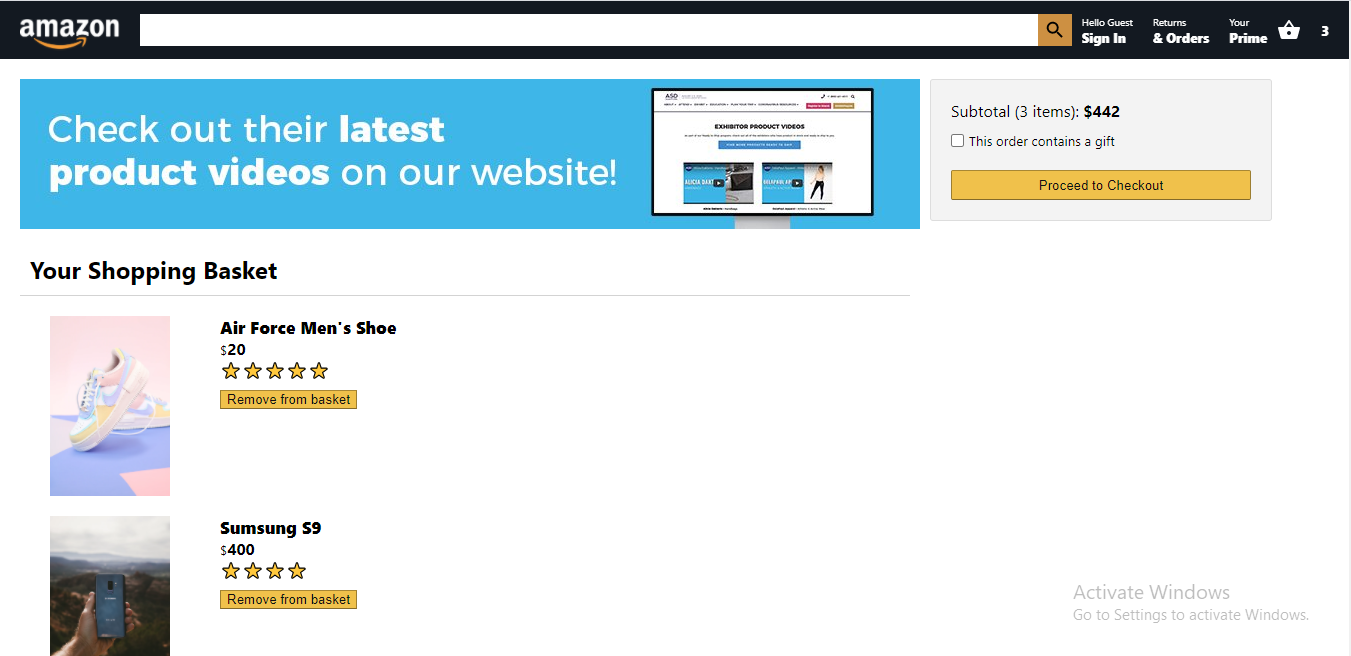 amazon
Hello Guest
Sign In
Returns
& Orders
Your
Prime
3
Check out their latest
product videos on our website!
ASD
EXHIBITOR PRODUCT VIDEOS
Subtotal (3 items): $442
This order contains a gift
Proceed to Checkout
Your Shopping Basket
Air Force Men's Shoe
$20
Remove from basket
Sumsung S9
$400
Remove from basket
Activate Windows
Go to Settings to activate Windows.